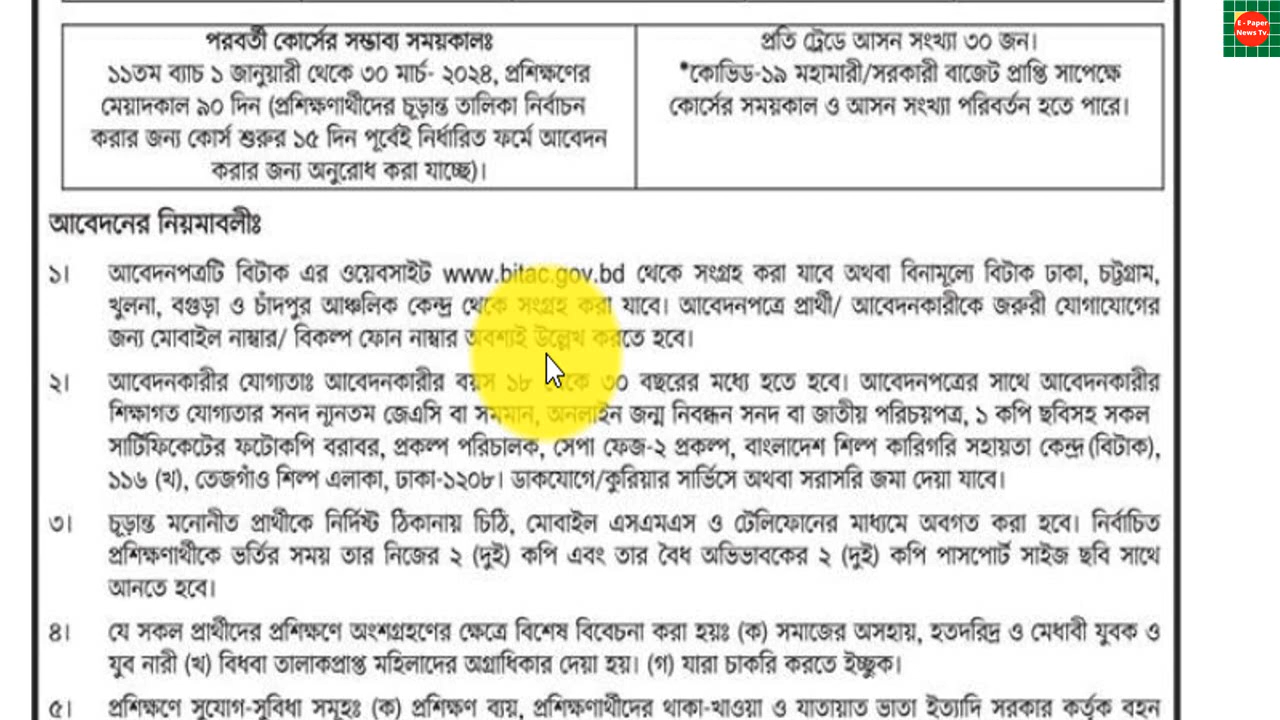 E - Paper
News Tv.
পরবর্তী কোর্সের সম্ভাব্য সময়কালঃ
১১তম ব্যাচ ১ জানুয়ারী থেকে ৩০ মার্চ- ২০২৪, প্রশিক্ষণের
মেয়াদকাল ৯০ দিন (প্রশিক্ষণার্থীদের চূড়ান্ত তালিকা নির্বাচন
করার জন্য কোর্স শুরুর ১৫ দিন পূর্বেই নির্ধারিত ফর্মে আবেদন
করার জন্য অনুরোধ করা যাচ্ছে)।
প্রতি ট্রেডে আসন সংখ্যা ৩০ জন।
*কোভিড-১৯ মহামারী/সরকারী বাজেট প্রাপ্তি সাপেক্ষে
কোর্সের সময়কাল ও আসন সংখ্যা পরিবর্তন হতে পারে।
আবেদনের নিয়মাবলীঃ
১। আবেদনপত্রটি বিটাক এর ওয়েবসাইট www.bitac.gov.bd থেকে সংগ্রহ করা যাবে অথবা বিনামূল্যে বিটাক ঢাকা, চট্টগ্রাম,
খুলনা, বগুড়া ও চাঁদপুর আঞ্চলিক কেন্দ্র থেকে সংগ্রহ করা যাবে। আবেদনপত্রে প্রার্থী/ আবেদনকারীকে জরুরী যোগাযোগের
জন্য মোবাইল নাম্বার/ বিকল্প ফোন নাম্বার অবশ্যই উল্লেখ করতে হবে।
২। আবেদনকারীর যোগ্যতাঃ আবেদনকারীর বয়স ১৮ থেকে ৩০ বছরের মধ্যে হতে হবে। আবেদনপত্রের সাথে আবেদনকারীর
শিক্ষাগত যোগ্যতার সনদ ন্যূনতম জেএসি বা সমমান, অনলাইন জন্ম নিবন্ধন সনদ বা জাতীয় পরিচয়পত্র, ১ কপি ছবিসহ সকল
সার্টিফিকেটের ফটোকপি বরাবর, প্রকল্প পরিচালক, সেপা ফেজ-২ প্রকল্প, বাংলাদেশ শিল্প কারিগরি সহায়তা কেন্দ্র (বিটাক),
১১৬ (খ), তেজগাঁও শিল্প এলাকা, ঢাকা-১২০৮। ডাকযোগে/কুরিয়ার সার্ভিসে অথবা সরাসরি জমা দেয়া যাবে।
৩। চূড়ান্ত মনোনীত প্রার্থীকে নির্দিষ্ট ঠিকানায় চিঠি, মোবাইল এসএমএস ও টেলিফোনের মাধ্যমে অবগত করা হবে। নির্বাচিত
প্রশিক্ষণার্থীকে ভর্তির সময় তার নিজের ২ (দুই) কপি এবং তার বৈধ অভিভাবকের ২ (দুই) কপি পাসপোর্ট সাইজ ছবি সাথে
আনতে হবে।
৪। যে সকল প্রার্থীদের প্রশিক্ষণে অংশগ্রহণের ক্ষেত্রে বিশেষ বিবেচনা করা হয়ঃ (ক) সমাজের অসহায়, হতদরিদ্র ও মেধাবী যুবক ও
যুব নারী (খ) বিধবা তালাকপ্রাপ্ত মহিলাদের অগ্রাধিকার দেয়া হয়। (গ) যারা চাকরি করতে ইচ্ছুক।
৫। প্রশিক্ষণে সুযোগ-সুবিধা সমূহঃ (ক) প্রশিক্ষণ ব্যয়, প্রশিক্ষণার্থীদের থাকা-খাওয়া ও যাতায়াত ভাতা ইত্যাদি সরকার কর্তৃক বহন